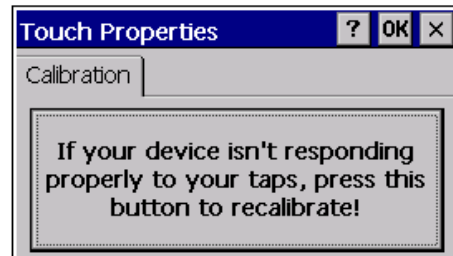 Touch Properties ? OK ×
Calibration
If your device isn't responding
properly to your taps, press this
button to recalibrate!